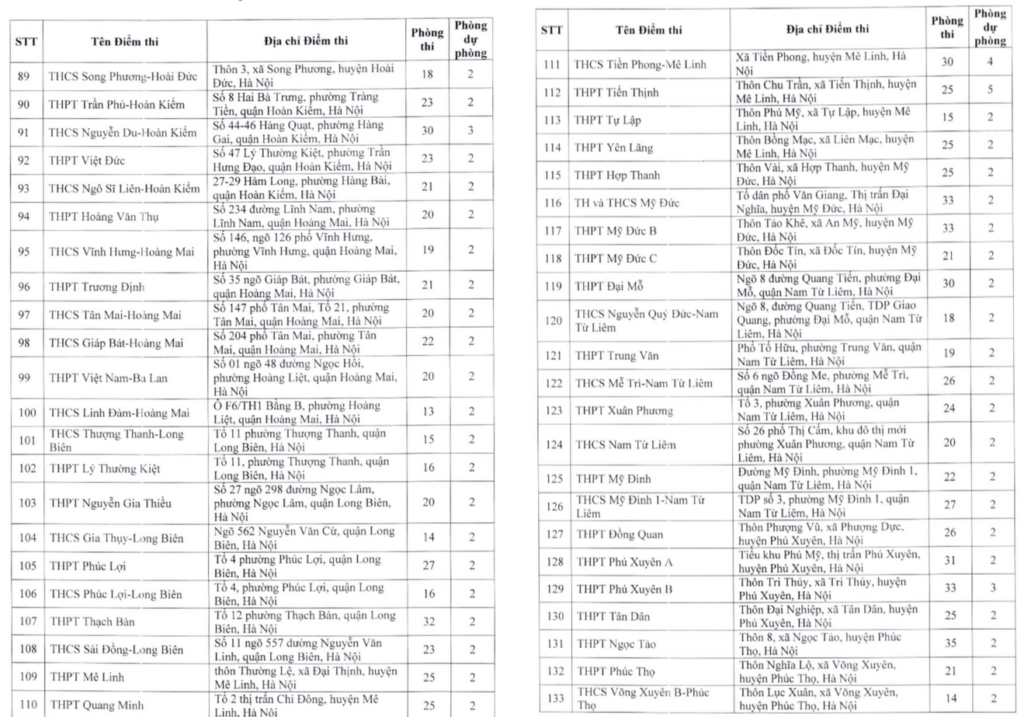 STT Tên Điểm thi Địa chỉ Điểm thi Phòng thi Phòng dự phòng
89 THCS Song Phương-Hoài Đức Thôn 3, xã Song Phương, huyện Hoài Đức, Hà Nội 18 2
90 THPT Trần Phú-Hoàn Kiếm Số 8 Hai Bà Trưng, phường Tràng Tiền, quận Hoàn Kiếm, Hà Nội 23 2
91 THCS Nguyễn Du-Hoàn Kiếm Số 44-46 Hàng Quạt, phường Hàng Gai, quận Hoàn Kiếm, Hà Nội 30 3
92 THPT Việt Đức Số 47 Lý Thường Kiệt, phường Trần Hưng Đạo, quận Hoàn Kiếm, Hà Nội 23 2
93 THCS Ngô Sĩ Liên-Hoàn Kiếm 27-29 Hàm Long, phường Hàng Bài, quận Hoàn Kiếm, Hà Nội 21 2
94 THPT Hoàng Văn Thụ Số 234 đường Lĩnh Nam, phường Lĩnh Nam, quận Hoàng Mai, Hà Nội 20 2
95 THCS Vĩnh Hưng-Hoàng Mai Số 146, ngõ 126 phố Vĩnh Hưng, phường Vĩnh Hưng, quận Hoàng Mai, Hà Nội 19 2
96 THPT Trương Định Số 35 ngõ Giáp Bát, phường Giáp Bát, quận Hoàng Mai, Hà Nội 21 2
97 THCS Tân Mai-Hoàng Mai Số 147 phố Tân Mai, Tổ 21, phường Tân Mai, quận Hoàng Mai, Hà Nội 20 2
98 THCS Giáp Bát-Hoàng Mai Số 204 phố Tân Mai, phường Tân Mai, quận Hoàng Mai, Hà Nội 22 2
99 THPT Việt Nam-Ba Lan Số 01 ngõ 48 đường Ngọc Hồi, phường Hoàng Liệt, quận Hoàng Mai, Hà Nội 20 2
100 THCS Linh Đàm-Hoàng Mai Ô F6/TH1 Bằng B, phường Hoàng Liệt, quận Hoàng Mai, Hà Nội 13 2
101 THCS Thượng Thanh-Long Biên Tổ 11 phường Thượng Thanh, quận Long Biên, Hà Nội 15 2
102 THPT Lý Thường Kiệt Tổ 11, phường Thượng Thanh, quận Long Biên, Hà Nội 16 2
103 THPT Nguyễn Gia Thiều Số 27 ngõ 298 đường Ngọc Lâm, phường Ngọc Lâm, quận Long Biên, Hà Nội 20 2
104 THCS Gia Thụy-Long Biên Ngõ 562 Nguyễn Văn Cừ, quận Long Biên, Hà Nội 14 2
105 THPT Phúc Lợi Tổ 4 phường Phúc Lợi, quận Long Biên, Hà Nội 27 2
106 THCS Phúc Lợi-Long Biên Tổ 4, phường Phúc Lợi, quận Long Biên, Hà Nội 16 2
107 THPT Thạch Bàn Tổ 12 phường Thạch Bàn, quận Long Biên, Hà Nội 32 2
108 THCS Sài Đồng-Long Biên Số 11 ngõ 557 đường Nguyễn Văn Linh, quận Long Biên, Hà Nội 23 2
109 THPT Mê Linh thôn Thường Lệ, xã Đại Thịnh, huyện Mê Linh, Hà Nội 25 2
110 THPT Quang Minh Tổ 2 thị trấn Chi Đông, huyện Mê Linh, Hà Nội 25 2
STT Tên Điểm thi Địa chỉ Điểm thi Phòng thi Phòng dự phòng
111 THCS Tiền Phong-Mê Linh Xã Tiền Phong, huyện Mê Linh, Hà Nội 30 4
112 THPT Tiến Thịnh Thôn Chu Trần, xã Tiến Thịnh, huyện Mê Linh, Hà Nội 25 5
113 THPT Tự Lập Thôn Phú Mỹ, xã Tự Lập, huyện Mê Linh, Hà Nội 15 2
114 THPT Yên Lãng Thôn Bồng Mạc, xã Liên Mạc, huyện Mê Linh, Hà Nội 25 2
115 THPT Hợp Thanh Thôn Vài, xã Hợp Thanh, huyện Mỹ Đức, Hà Nội 25 2
116 TH và THCS Mỹ Đức Tổ dân phố Văn Giang, Thị trấn Đại Nghĩa, huyện Mỹ Đức, Hà Nội 33 2
117 THPT Mỹ Đức B Thôn Tảo Khê, xã An Mỹ, huyện Mỹ Đức, Hà Nội 33 2
118 THPT Mỹ Đức C Thôn Đốc Tín, xã Đốc Tín, huyện Mỹ Đức, Hà Nội 21 2
119 THPT Đại Mỗ Ngõ 8 đường Quang Tiến, phường Đại Mỗ, quận Nam Từ Liêm, Hà Nội 30 2
120 THCS Nguyễn Quý Đức-Nam Từ Liêm Ngõ 8, đường Quang Tiến, TDP Giao Quang, phường Đại Mỗ, quận Nam Từ Liêm, Hà Nội 18 2
121 THPT Trung Văn Phố Tố Hữu, phường Trung Văn, quận Nam Từ Liêm, Hà Nội 19 2
122 THCS Mễ Trì-Nam Từ Liêm Số 6 ngõ Đồng Me, phường Mễ Trì, quận Nam Từ Liêm, Hà Nội 26 2
123 THPT Xuân Phương Tổ 3, phường Xuân Phương, quận Nam Từ Liêm, Hà Nội 24 2
124 THCS Nam Từ Liêm Số 26 phố Thị Cấm, khu đô thị mới phường Xuân Phương, quận Nam Từ Liêm, Hà Nội 20 2
125 THPT Mỹ Đình Đường Mỹ Đình, phường Mỹ Đình 1, quận Nam Từ Liêm, Hà Nội 22 2
126 THCS Mỹ Đình 1-Nam Từ Liêm TDP số 3, phường Mỹ Đình 1, quận Nam Từ Liêm, Hà Nội 27 2
127 THPT Đồng Quan Thôn Phượng Vũ, xã Phượng Dực, huyện Phú Xuyên, Hà Nội 26 2
128 THPT Phú Xuyên A Tiểu khu Phú Mỹ, thị trấn Phú Xuyên, huyện Phú Xuyên, Hà Nội 31 2
129 THPT Phú Xuyên B Thôn Tri Thủy, xã Tri Thủy, huyện Phú Xuyên, Hà Nội 33 3
130 THPT Tân Dân Thôn Đại Nghiệp, xã Tân Dân, huyện Phú Xuyên, Hà Nội 25 2
131 THPT Ngọc Tảo Thôn 8, xã Ngọc Tảo, huyện Phúc Thọ, Hà Nội 35 2
132 THPT Phúc Thọ Thôn Nghĩa Lộ, xã Võng Xuyên, huyện Phúc Thọ, Hà Nội 21 2
133 THCS Võng Xuyên B-Phúc Thọ Thôn Lục Xuân, xã Võng Xuyên, huyện Phúc Thọ, Hà Nội 14 2